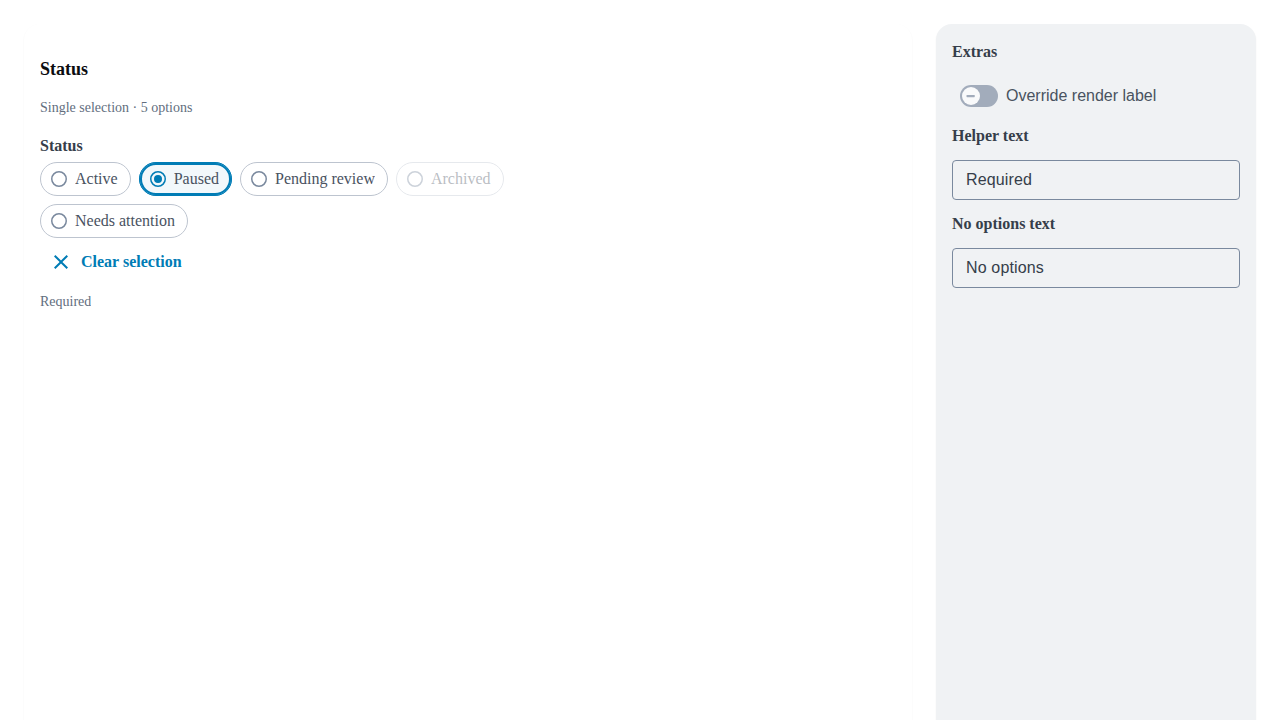 Status
Single selection · 5 options
Status
Active
Paused
Pending review
Archived
Needs attention
Clear selection
Required
Extras
Override render label
Helper text
Required
No options text
No options